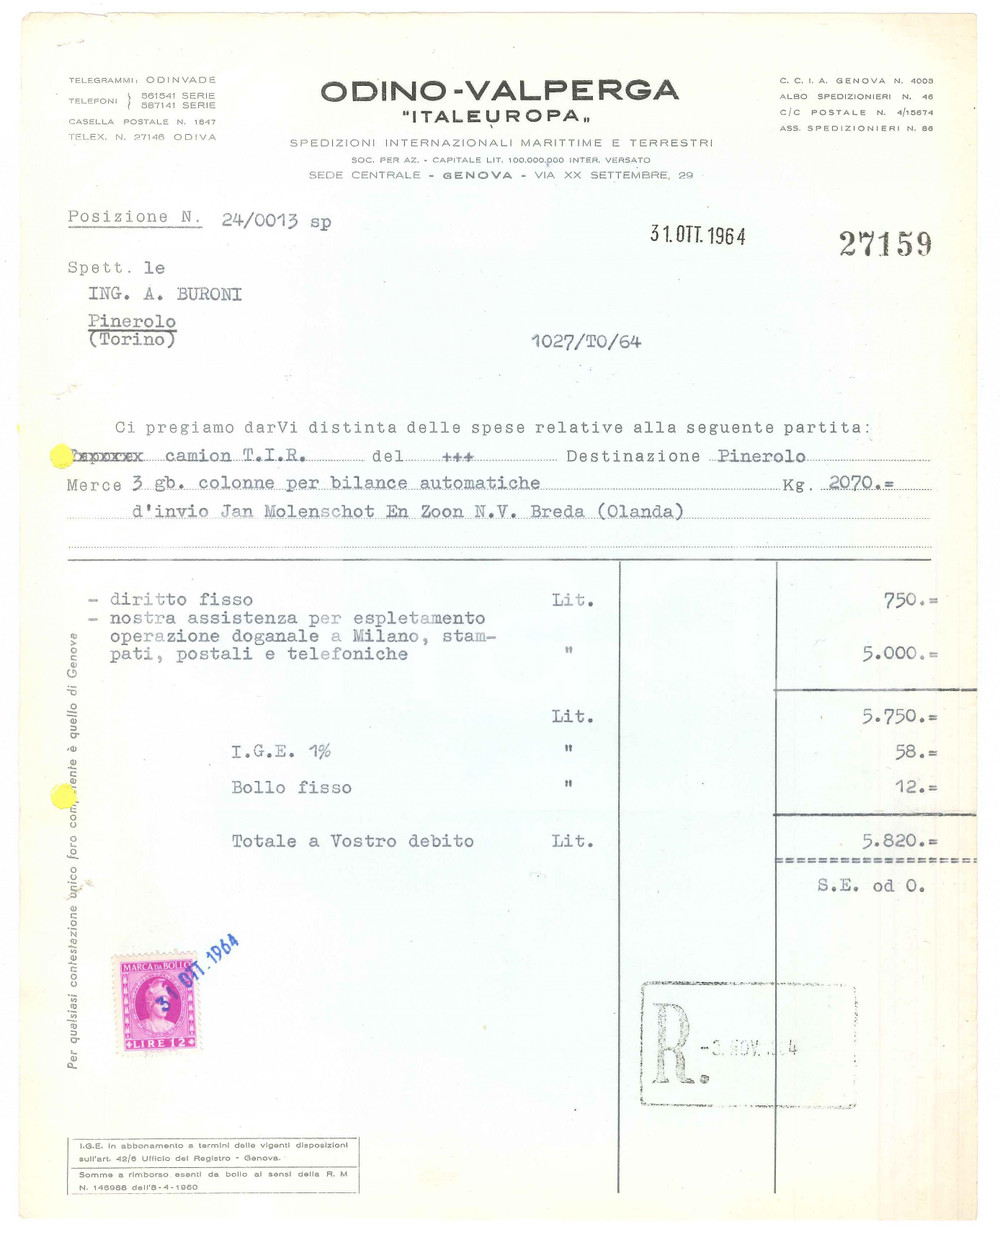 TELEGRAMMI: ODINVADE
TELEFONI 561541 SERIE
587141 SERIE
CASELLA POSTALE N. 1847
TELEX. N. 27146 ODIVA
ODINO-VALPERGA
"ITALEUROPA"
SPEDIZIONI INTERNAZIONALI MARITTIME E TERRESTRI
SOC. PER AZ. - CAPITALE LIT. 100.000.000 INTER. VERSATO
SEDE CENTRALE - GENOVA - VIA XX SETTEMBRE, 29
C. C. I. A. GENOVA N. 4003
ALBO SPEDIZIONIERI N. 46
C/C POSTALE N. 4/15674
ASS. SPEDIZIONIERI N. 86
Posizione N. 24/0013 sp
31.OTT.1964
27159
Spett. le
ING. A. BURONI
Pinerolo
(Torino)
1027/TO/64
Ci pregiamo darVi distinta delle spese relative alla seguente partita:
camion T.I.R. del +++ Destinazione Pinerolo
Merce 3 gb. colonne per bilance automatiche Kg. 2070.=
d'invio Jan Molenschot En Zoon N.V. Breda (Olanda)
- diritto fisso Lit. 750.=
- nostra assistenza per espletamento
operazione doganale a Milano, stam-
pati, postali e telefoniche " 5.000.=
Lit. 5.750.=
I.G.E. 1% " 58.=
Bollo fisso " 12.=
Totale a Vostro debito Lit. 5.820.=
S.E. od O.
Per qualsiasi contestazione unico foro competente è quello di Genova
MARCA DA BOLLO
LIRE 12
31 OTT. 1964
R. -3 NOV.
I.G.E. in abbonamento a termini delle vigenti disposizioni
sull'art. 42/6 Ufficio del Registro - Genova.
Somme a rimborso esenti da bollo ai sensi della R. M
N. 146986 dell'8-4-1960